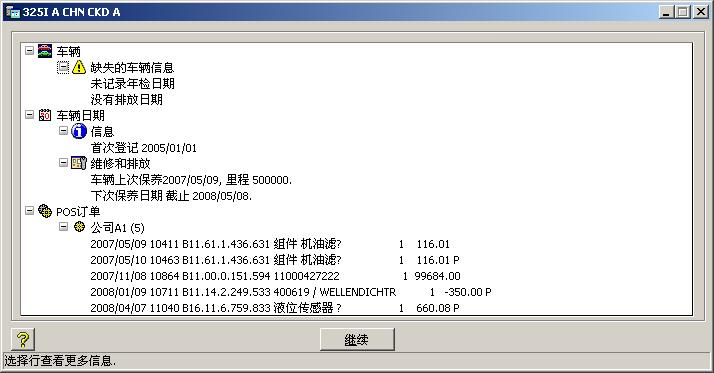 325I A CHN CKD A
车辆
缺失的车辆信息
未记录年检日期
没有排放日期
车辆日期
信息
首次登记 2005/01/01
维修和排放
车辆上次保养2007/05/09, 里程 500000.
下次保养日期 截止 2008/05/08.
POS订单
公司A1 (5)
2007/05/09 10411 B11.61.1.436.631 组件 机油滤? 1 116.01
2007/05/10 10463 B11.61.1.436.631 组件 机油滤? 1 116.01 P
2007/11/08 10864 B11.00.0.151.594 11000427222 1 99684.00
2008/01/09 10711 B11.14.2.249.533 400619 / WELLENDICHTR 1 -350.00 P
2008/04/07 11040 B16.11.6.759.833 液位传感器 ? 1 660.08 P
?
继续
选择行查看更多信息.